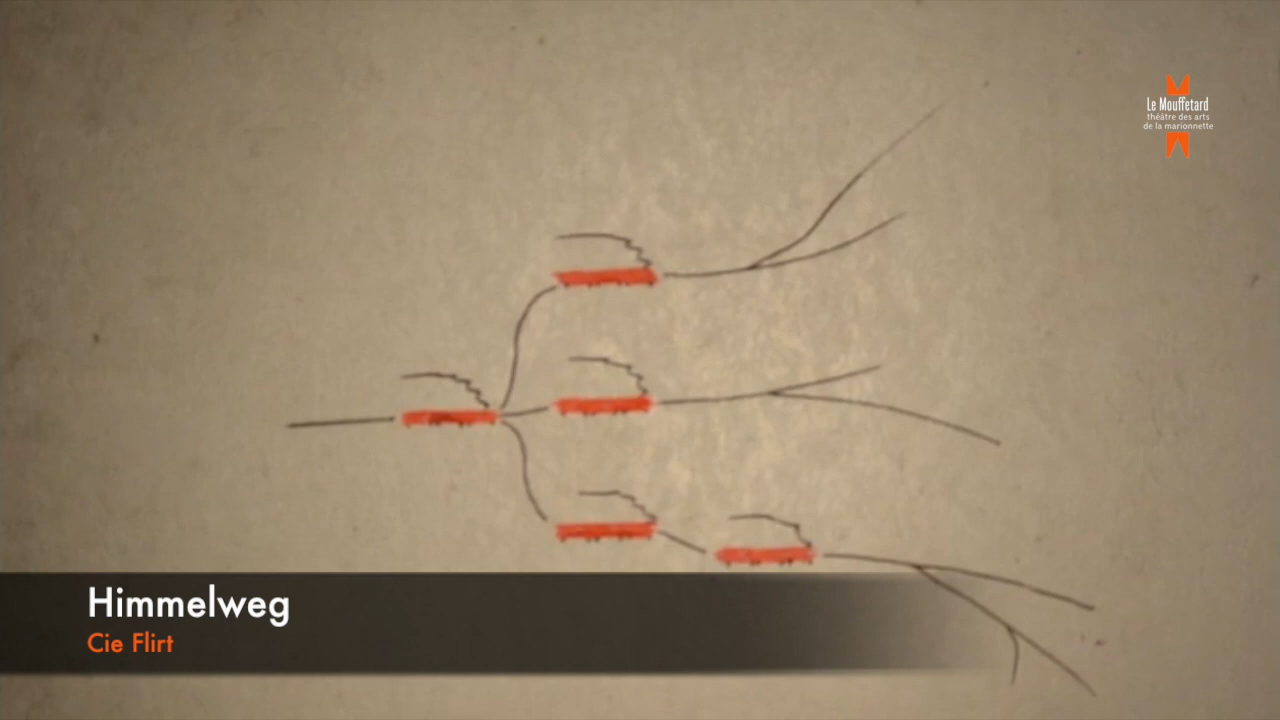 Le Mouffetard
théâtre des arts
de la marionnette
Himmelweg
Cie Flirt